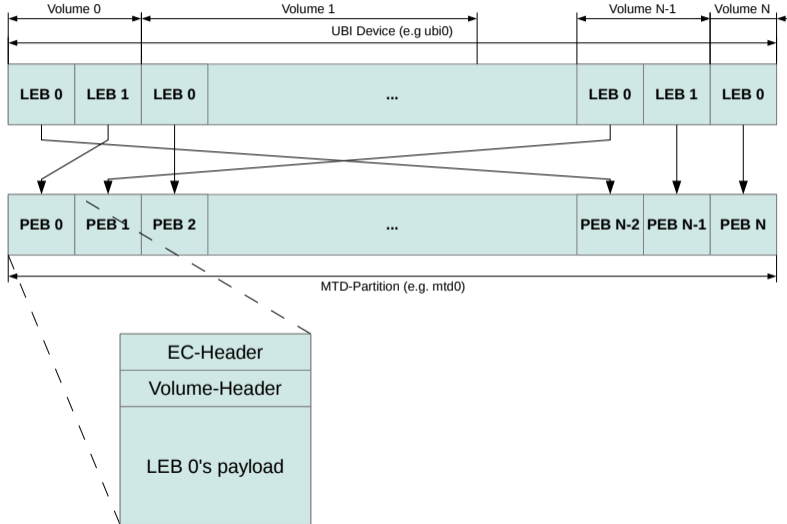 Volume 0 Volume 1 Volume N-1 Volume N
UBI Device (e.g ubi0)
LEB 0 LEB 1 LEB 0 ... LEB 0 LEB 1 LEB 0
PEB 0 PEB 1 PEB 2 ... PEB N-2 PEB N-1 PEB N
MTD-Partition (e.g. mtd0)
EC-Header
Volume-Header
LEB 0's payload